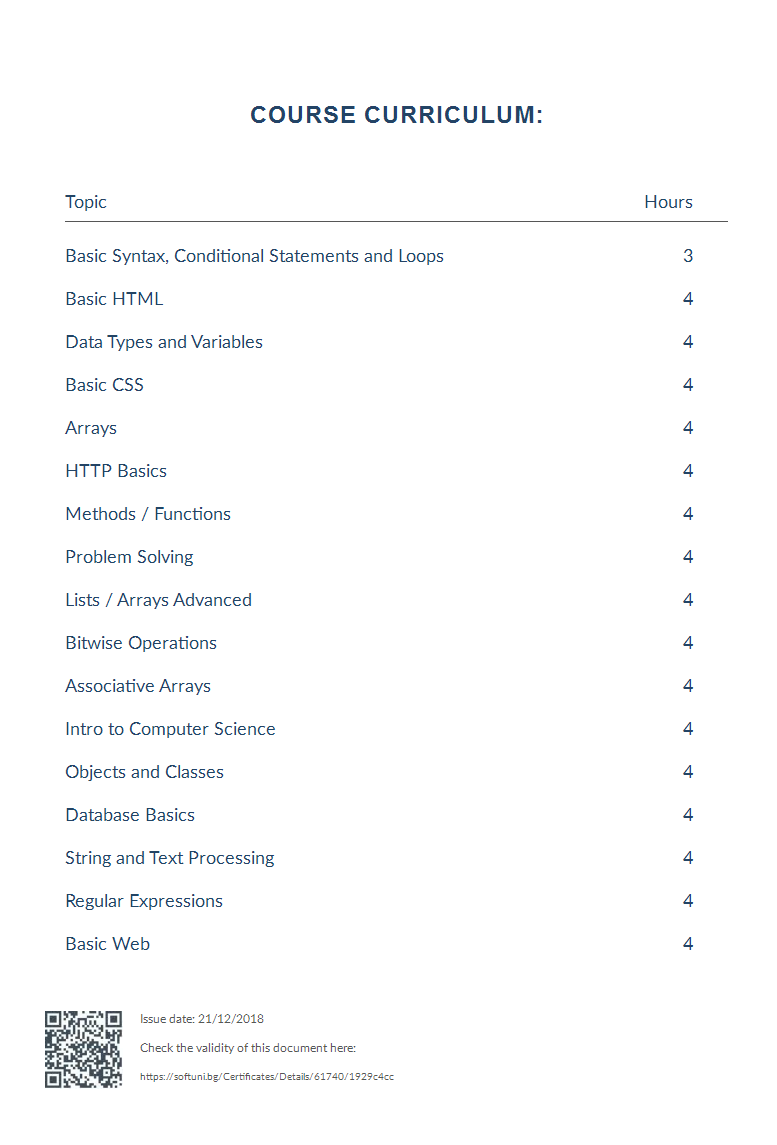 COURSE CURRICULUM:
Topic Hours
Basic Syntax, Conditional Statements and Loops 3
Basic HTML 4
Data Types and Variables 4
Basic CSS 4
Arrays 4
HTTP Basics 4
Methods / Functions 4
Problem Solving 4
Lists / Arrays Advanced 4
Bitwise Operations 4
Associative Arrays 4
Intro to Computer Science 4
Objects and Classes 4
Database Basics 4
String and Text Processing 4
Regular Expressions 4
Basic Web 4
Issue date: 21/12/2018
Check the validity of this document here:
https://softuni.bg/Certificates/Details/61740/1929c4cc